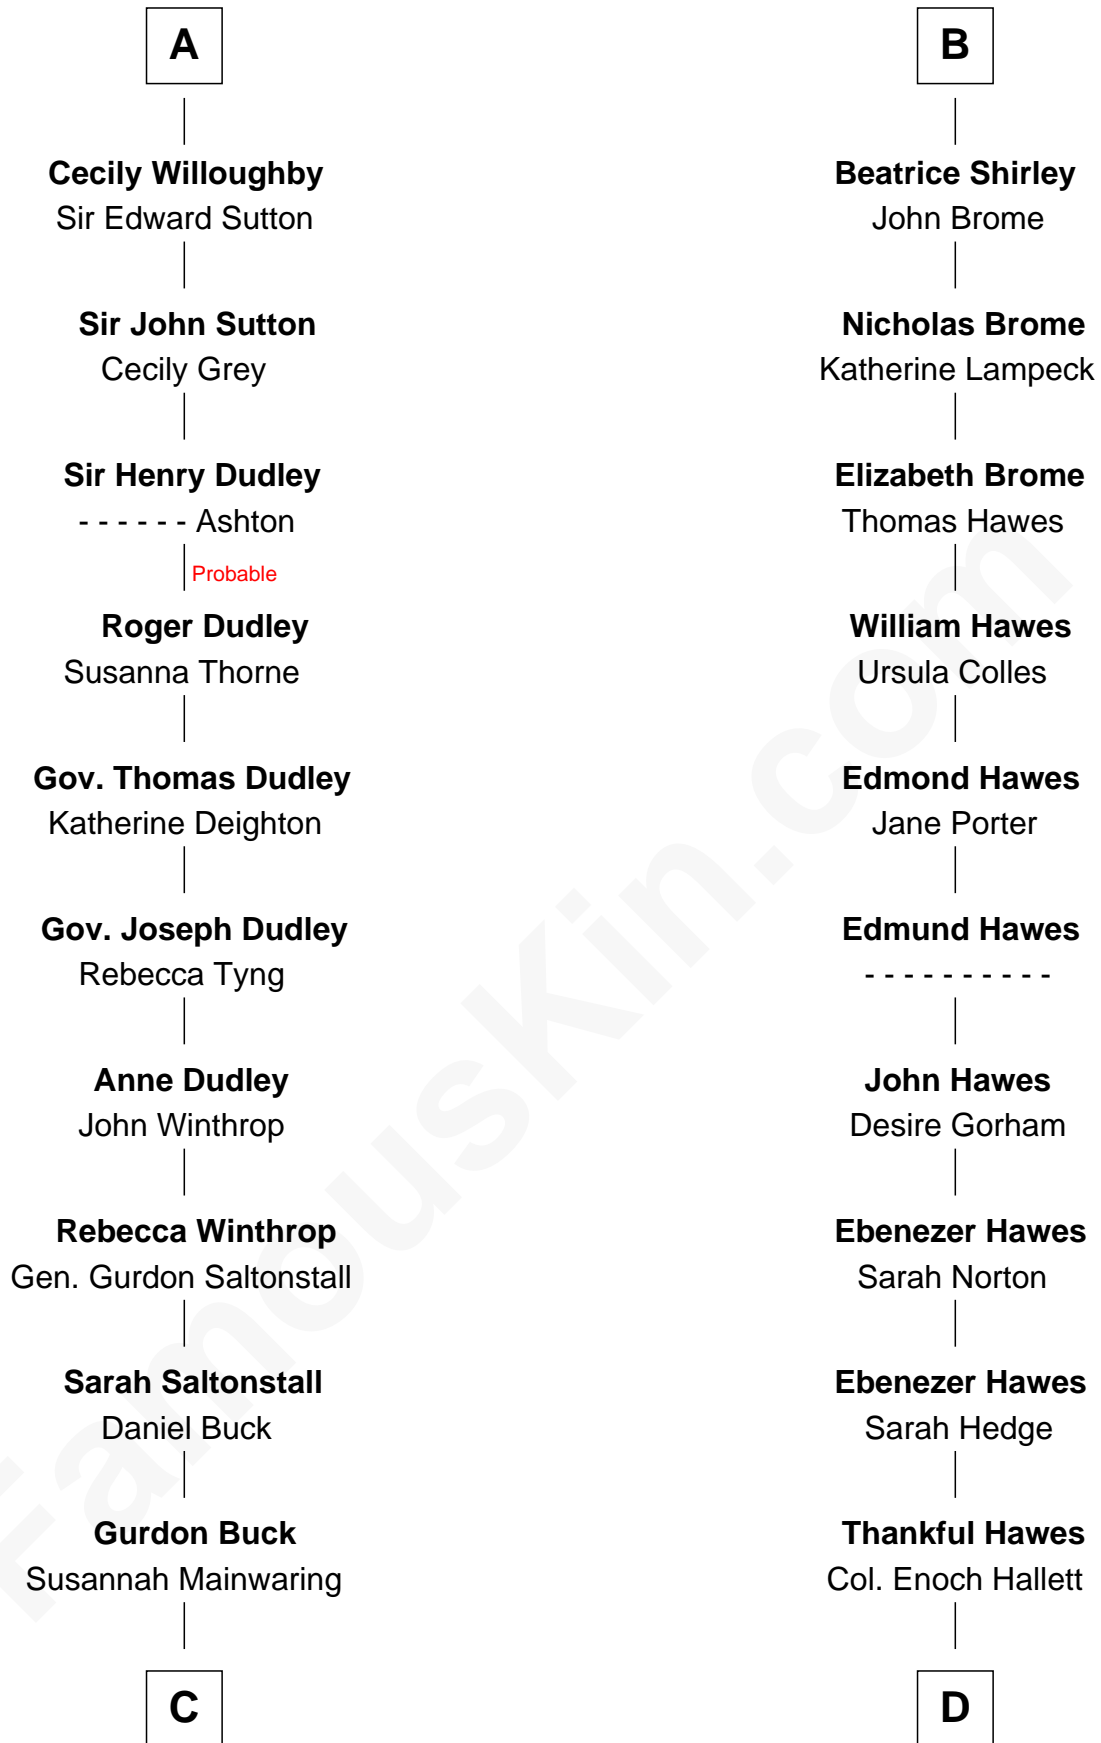 A
Cecily Willoughby
Sir Edward Sutton
Sir John Sutton
Cecily Grey
Sir Henry Dudley
- - - - - - Ashton
Probable
Roger Dudley
Susanna Thorne
Gov. Thomas Dudley
Katherine Deighton
Gov. Joseph Dudley
Rebecca Tyng
Anne Dudley
John Winthrop
Rebecca Winthrop
Gen. Gurdon Saltonstall
Sarah Saltonstall
Daniel Buck
Gurdon Buck
Susannah Mainwaring
C
B
Beatrice Shirley
John Brome
Nicholas Brome
Katherine Lampeck
Elizabeth Brome
Thomas Hawes
William Hawes
Ursula Colles
Edmond Hawes
Jane Porter
Edmund Hawes
- - - - - - - - - -
John Hawes
Desire Gorham
Ebenezer Hawes
Sarah Norton
Ebenezer Hawes
Sarah Hedge
Thankful Hawes
Col. Enoch Hallett
D
FamousKin.com